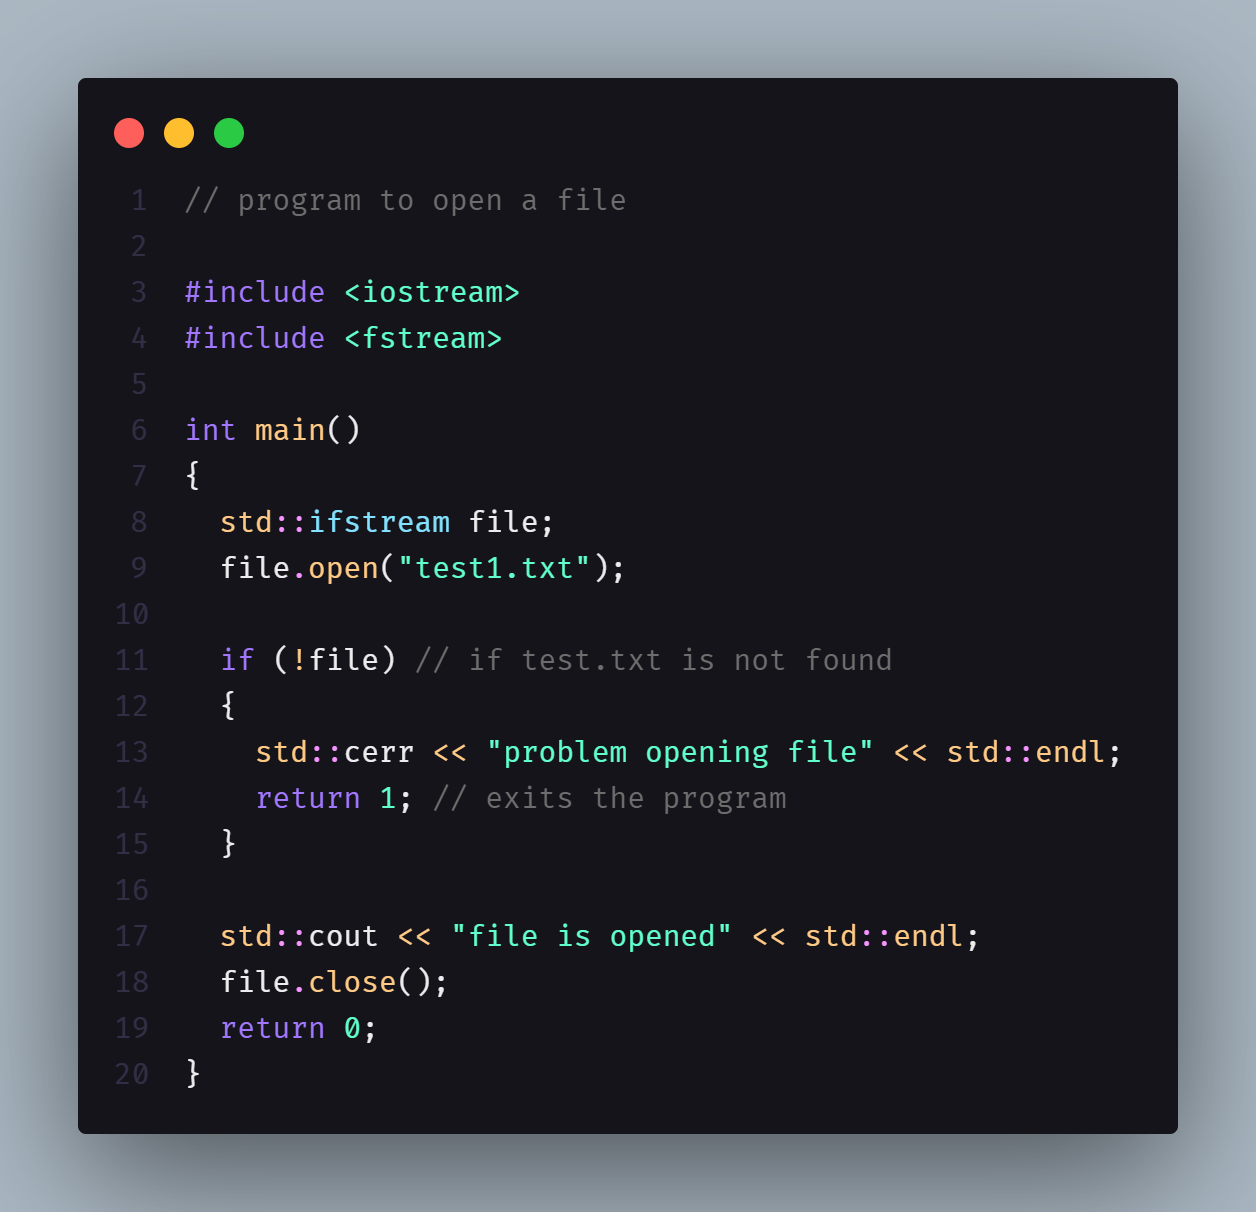 1 // program to open a file
2
3 #include <iostream>
4 #include <fstream>
5
6 int main()
7 {
8   std::ifstream file;
9   file.open("test1.txt");
10
11   if (!file) // if test.txt is not found
12   {
13     std::cerr << "problem opening file" << std::endl;
14     return 1; // exits the program
15   }
16
17   std::cout << "file is opened" << std::endl;
18   file.close();
19   return 0;
20 }